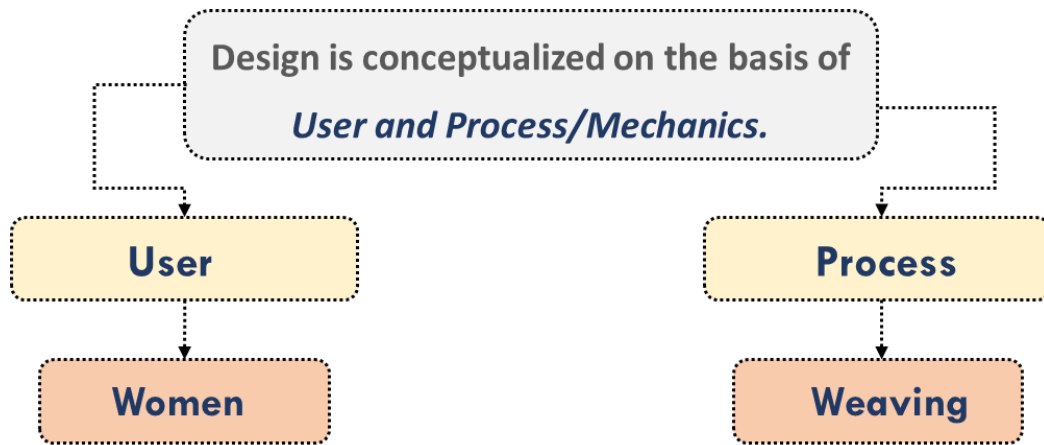 Design is conceptualized on the basis of
User and Process/Mechanics.
User
Process
Women
Weaving